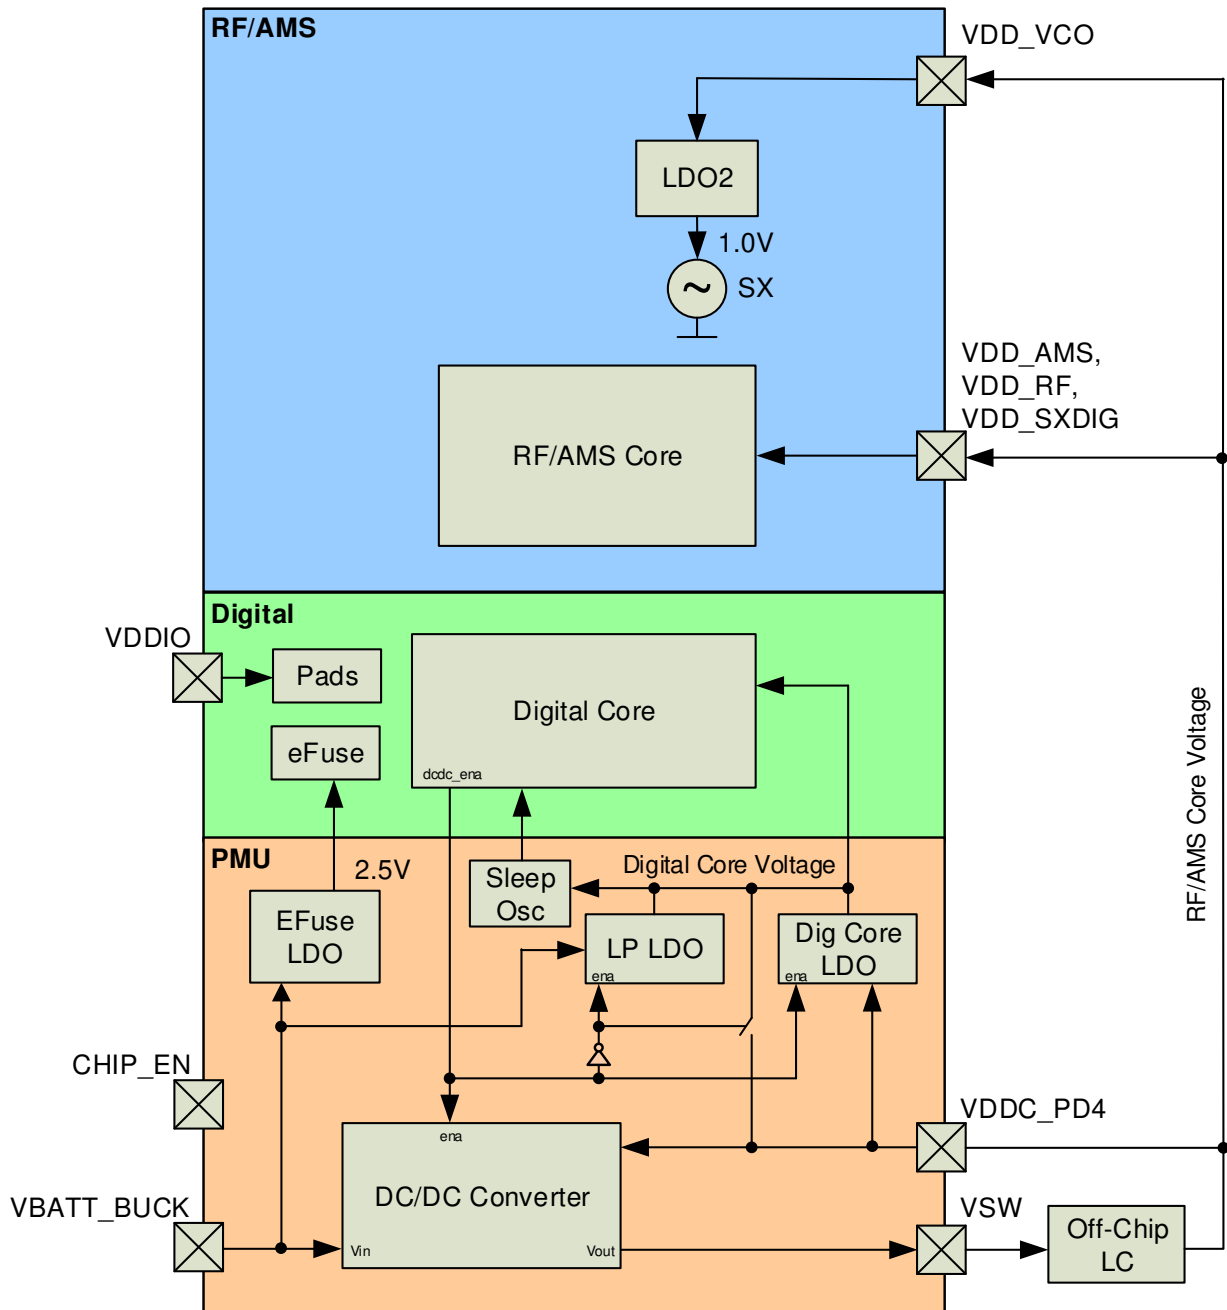 RF/AMS
VDD_VCO
LDO2
1.0V
~
SX
VDD_AMS,
VDD_RF,
VDD_SXDIG
RF/AMS Core
Digital
VDDIO
Pads
Digital Core
eFuse
dcdc_ena
RF/AMS Core Voltage
PMU
2.5V
Digital Core Voltage
Sleep
Osc
EFuse
LDO
LP LDO
ena
Dig Core
LDO
ena
CHIP_EN
VDDC_PD4
ena
DC/DC Converter
VBATT_BUCK
Vin
Vout
VSW
Off-Chip
LC